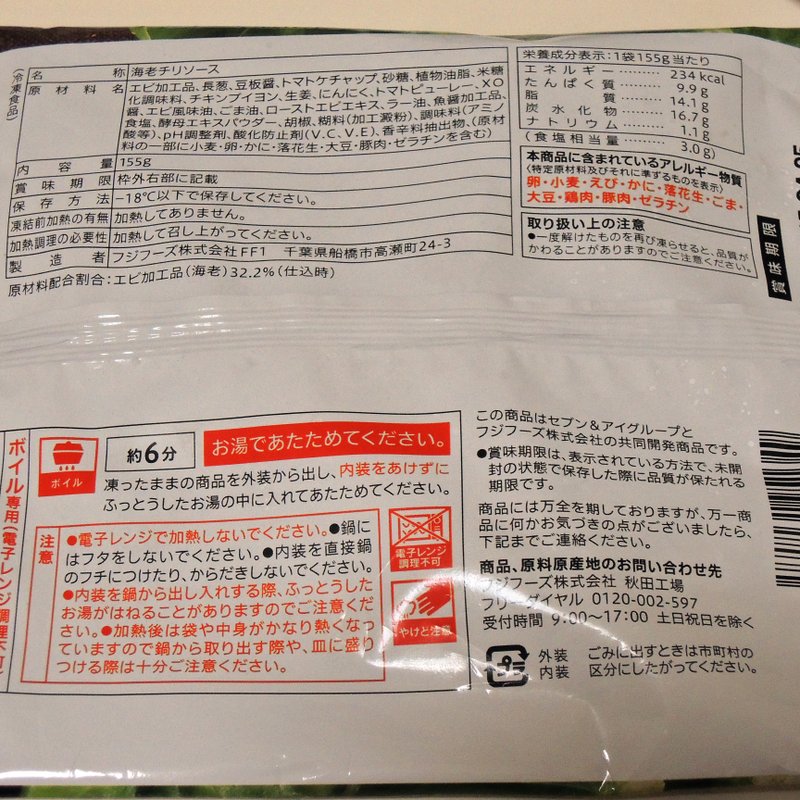 (冷凍食品)
名称 海老チリソース
原材料名 エビ加工品、長葱、豆板醤、トマトケチャップ、砂糖、植物油脂、米糖
化調味料、チキンブイヨン、生姜、にんにく、トマトピューレー、XO
醤、エビ風味油、ごま油、ローストエビエキス、ラー油、魚醤加工品、
食塩、酵母エキスパウダー、胡椒、糊料(加工澱粉)、調味料(アミノ
酸等)、pH調整剤、酸化防止剤(V.C、V.E)、香辛料抽出物、(原材
料の一部に小麦・卵・かに・落花生・大豆・豚肉・ゼラチンを含む)
内容量 155g
賞味期限 枠外右部に記載
保存方法 −18℃以下で保存してください。
凍結前加熱の有無 加熱してありません。
加熱調理の必要性 加熱して召し上がってください。
製造者 フジフーズ株式会社FF1 千葉県船橋市高瀬町24-3
原材料配合割合:エビ加工品(海老)32.2%(仕込時)
栄養成分表示:1袋155g当たり
エネルギー……… 234kcal
たんぱく質……… 9.9g
脂質……… 14.1g
炭水化物……… 16.7g
ナトリウム……… 1.1g
(食塩相当量……… 3.0g)
本商品に含まれているアレルギー物質
(特定原材料及びそれに準ずるものを表示)
卵・小麦・えび・かに・落花生・ごま・
大豆・鶏肉・豚肉・ゼラチン
取り扱い上の注意
●一度解けたものを再び凍らせると、品質が
かわることがありますのでご注意ください。
賞味期限
ボイル専用(電子レンジ調理不可)
ボイル
約6分
お湯であたためてください。
凍ったままの商品を外装から出し、内装をあけずに
ふっとうしたお湯の中に入れてあたためてください。
注意
●電子レンジで加熱しないでください。●鍋に
はフタをしないでください。●内装を直接鍋
のフチにつけたり、からだきしないでください。
●内装を鍋から出し入れする際、ふっとうした
お湯がはねることがありますのでご注意くださ
い。●加熱後は袋や中身がかなり熱くなっ
ていますので鍋から取り出す際や、皿に盛り
つける際は十分ご注意ください。
電子レンジ
調理不可
やけど注意
この商品はセブン&アイグループと
フジフーズ株式会社の共同開発商品です。
●賞味期限は、表示されている方法で、未開
封の状態で保存した際に品質が保たれる
期限です。
商品には万全を期しておりますが、万一商
品に何かお気づきの点がございましたら、
下記までご連絡ください。
商品、原料原産地のお問い合わせ先
フジフーズ株式会社 秋田工場
フリーダイヤル 0120-002-597
受付時間 9:00〜17:00 土日祝日を除く
プラ
外装
内装
ごみに出すときは市町村の
区分にしたがってください。